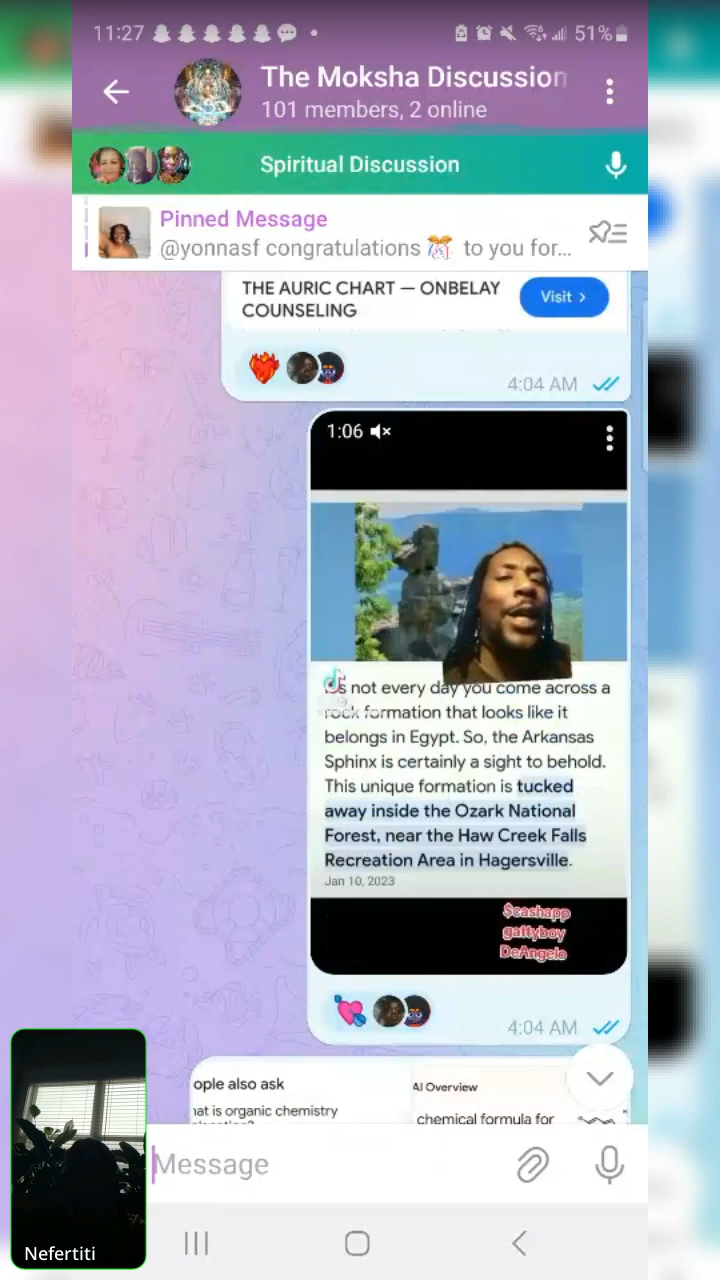 11:27
51%
The Moksha Discussion
101 members, 2 online
Spiritual Discussion
Pinned Message
@yonnasf congratulations 🎊 to you for...
THE AURIC CHART — ONBELAY
COUNSELING
Visit >
4:04 AM
1:06
not every day you come across a
rock formation that looks like it
belongs in Egypt. So, the Arkansas
Sphinx is certainly a sight to behold.
This unique formation is tucked
away inside the Ozark National
Forest, near the Haw Creek Falls
Recreation Area in Hagersville.
Jan 10, 2023
$cashapp
gattyboy
DeAngelo
4:04 AM
ople also ask
AI Overview
hat is organic chemistry
chemical formula for
Message
Nefertiti